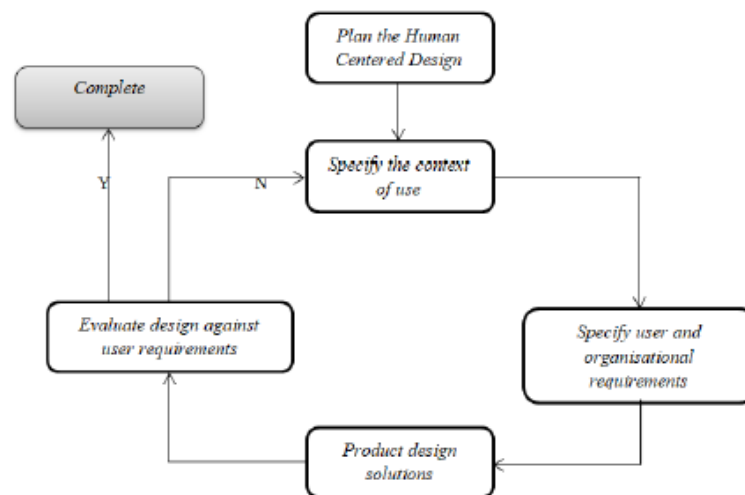 Plan the Human
Centered Design
Complete
Specify the context
of use
Y
N
Evaluate design against
user requirements
Specify user and
organisational
requirements
Product design
solutions